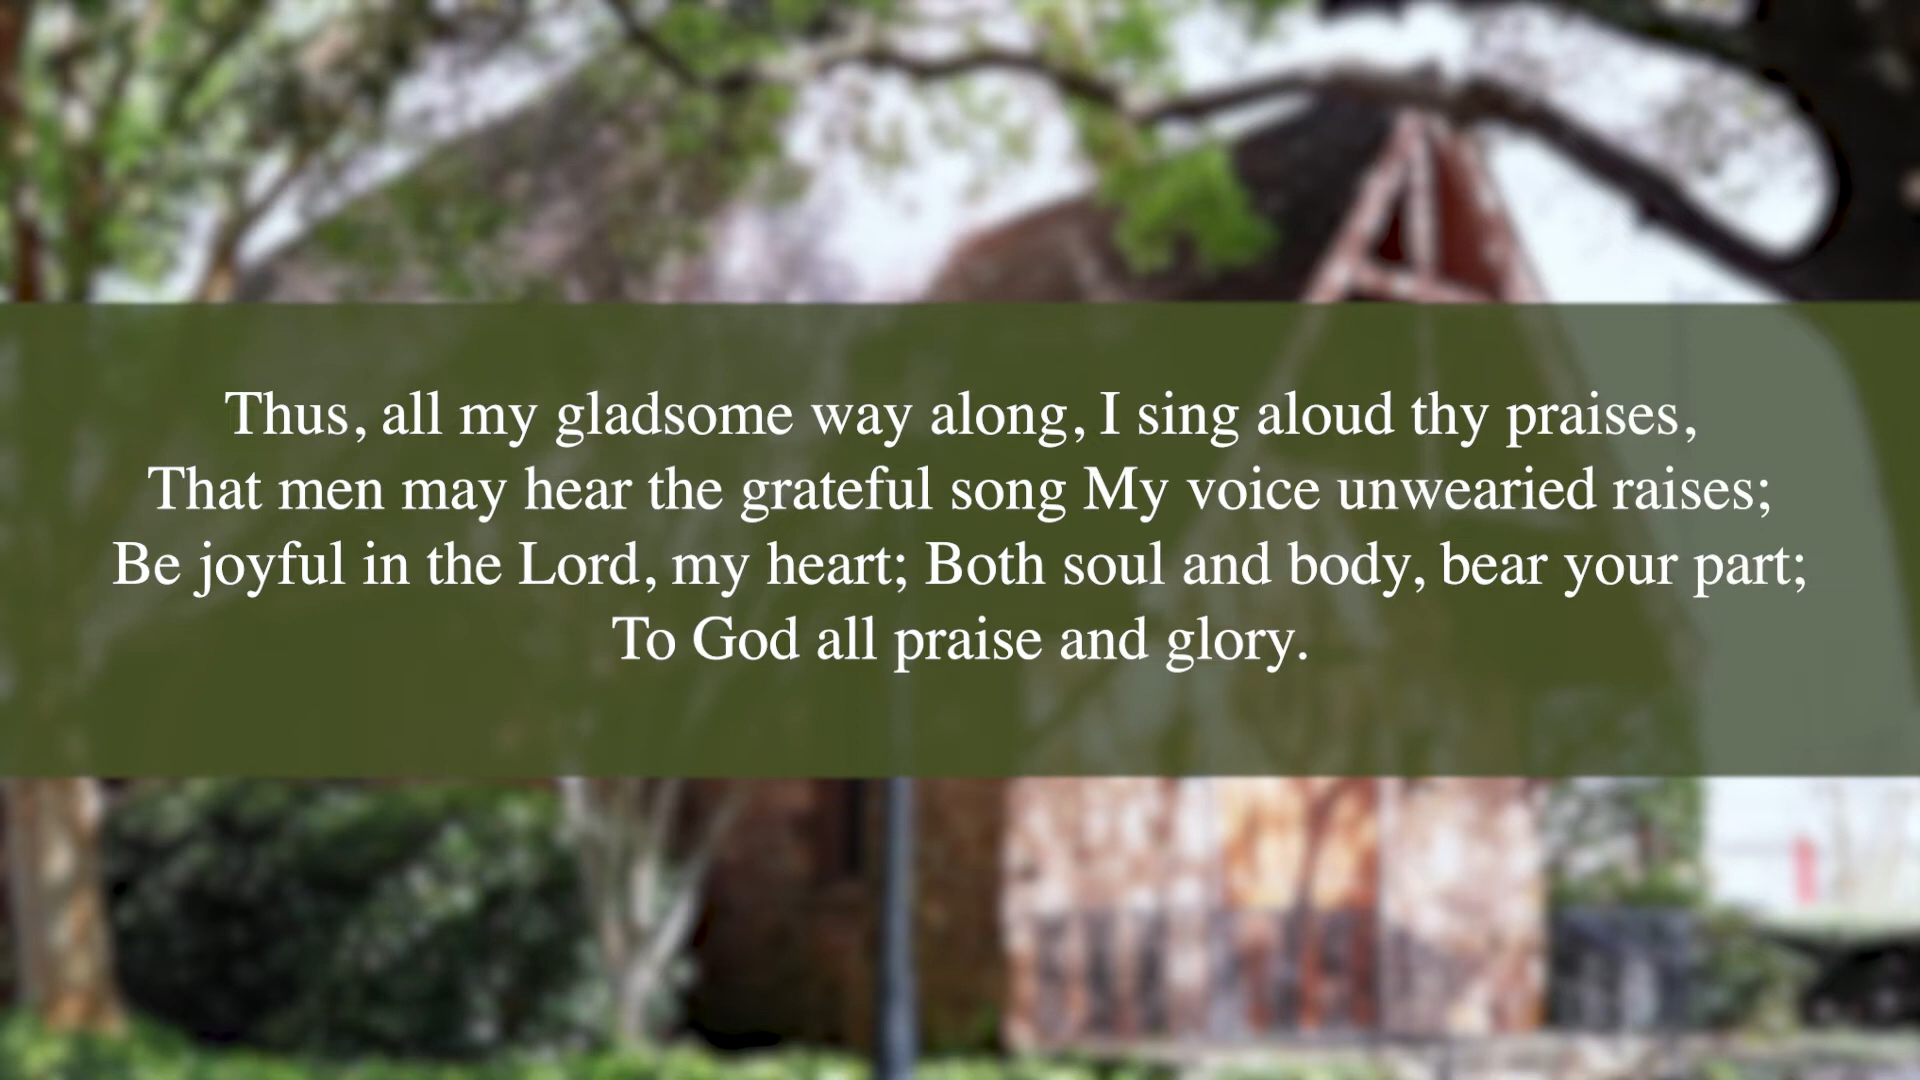 Thus, all my gladsome way along, I sing aloud thy praises,
That men may hear the grateful song My voice unwearied raises;
Be joyful in the Lord, my heart; Both soul and body, bear your part;
To God all praise and glory.